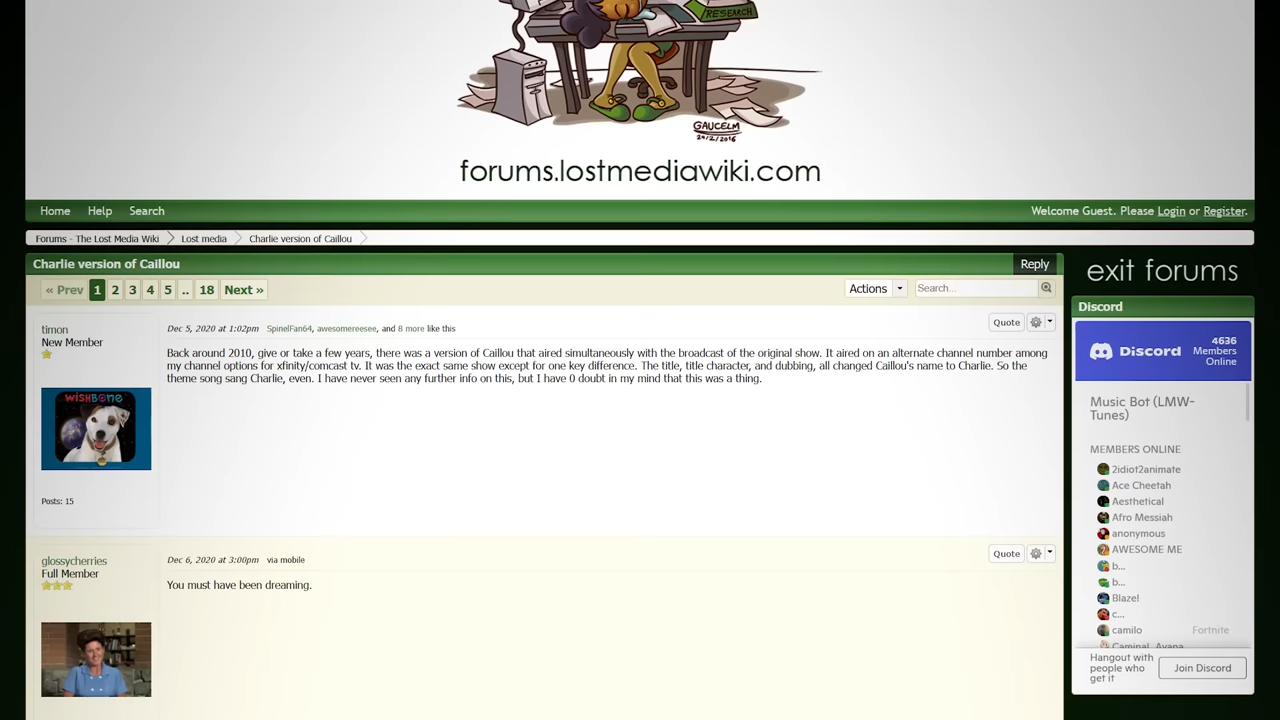 RESEARCH
GAUCELM
forums.lostmediawiki.com
Home Help Search Welcome Guest. Please Login or Register.
Forums - The Lost Media Wiki Lost media Charlie version of Caillou
Charlie version of Caillou Reply
exit forums
« Prev 1 2 3 4 5 .. 18 Next » Actions Search...
Discord
timon
New Member
Dec 5, 2020 at 1:02pm SpinelFan64, awesomereesee, and 8 more like this Quote
Back around 2010, give or take a few years, there was a version of Caillou that aired simultaneously with the broadcast of the original show. It aired on an alternate channel number among
my channel options for xfinity/comcast tv. It was the exact same show except for one key difference. The title, title character, and dubbing, all changed Caillou's name to Charlie. So the
theme song sang Charlie, even. I have never seen any further info on this, but I have 0 doubt in my mind that this was a thing.
WISHBONE
Posts: 15
Discord 4636
Members
Online
Music Bot (LMW-
Tunes)
MEMBERS ONLINE
2idiot2animate
Ace Cheetah
Aesthetical
Afro Messiah
anonymous
AWESOME ME
b...
b...
Blaze!
c...
camilo Fortnite
Hangout with
people who
get it
Join Discord
glossycherries
Full Member
Dec 6, 2020 at 3:00pm via mobile Quote
You must have been dreaming.